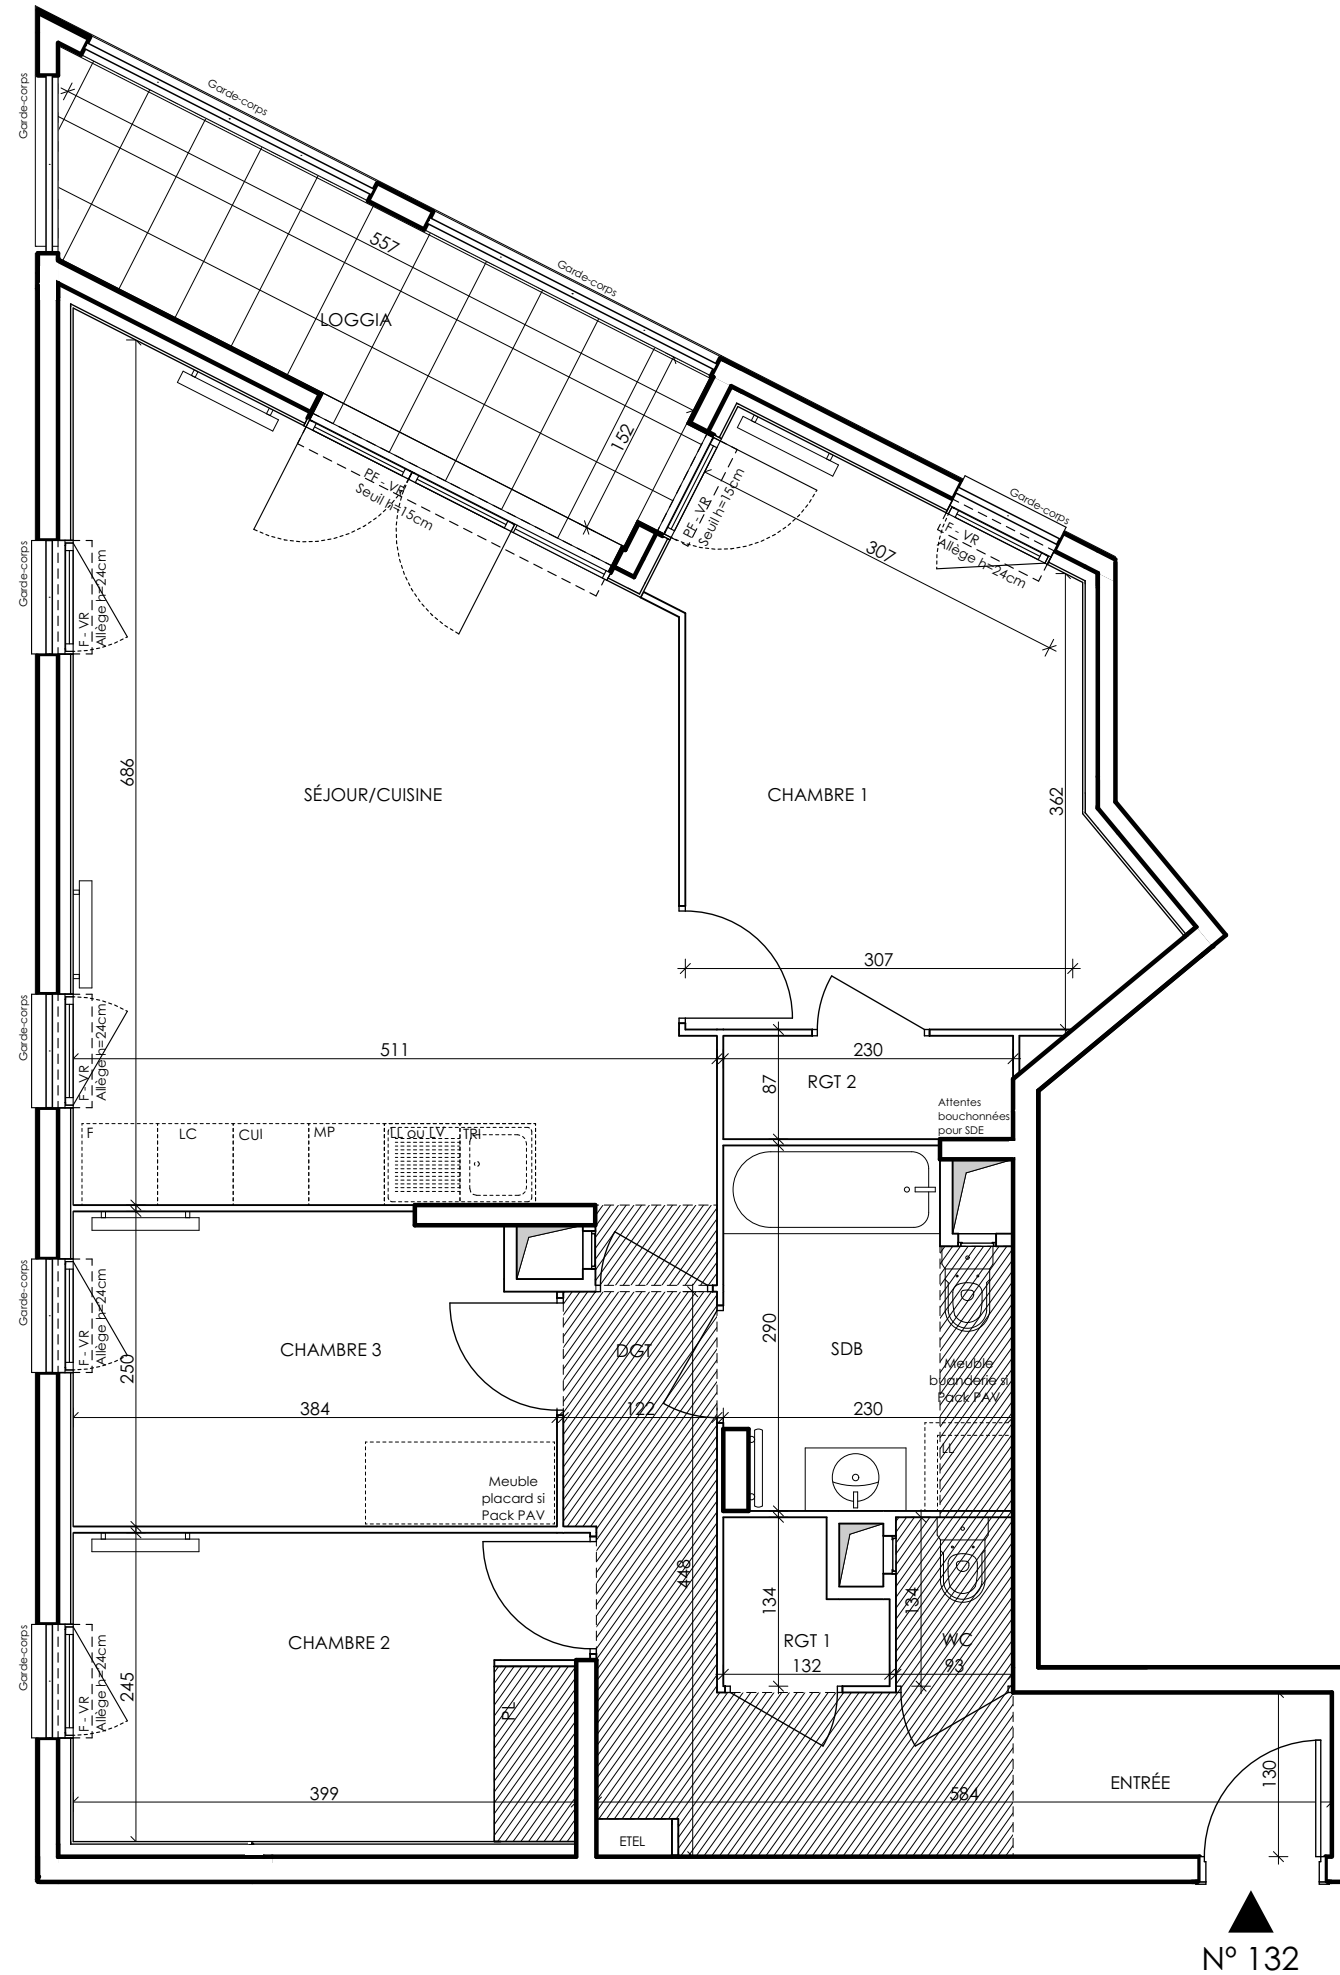 Garde-corps
Garde-corps
557
Garde-corps
LOGGIA
152
PF - VR
Seuil h=15cm
PF - VR
Seuil h=15cm
Garde-corps
F - VR
Allège h=24cm
307
Garde-corps
F - VR
Allège h=24cm
686
SÉJOUR/CUISINE
CHAMBRE 1
362
307
Garde-corps
F - VR
Allège h=24cm
511
230
87
RGT 2
Attentes
bouchonnées
pour SDE
F
LC
CUI
MP
LL ou LV
TRI
Garde-corps
F - VR
Allège h=24cm
250
CHAMBRE 3
DGT
290
SDB
Meuble
buanderie si
Pack PAV
384
122
230
LL
Meuble
placard si
Pack PAV
448
134
134
Garde-corps
F - VR
Allège h=24cm
245
CHAMBRE 2
RGT 1
WC
132
93
PL
399
584
ENTRÉE
130
ETEL
Nº 132